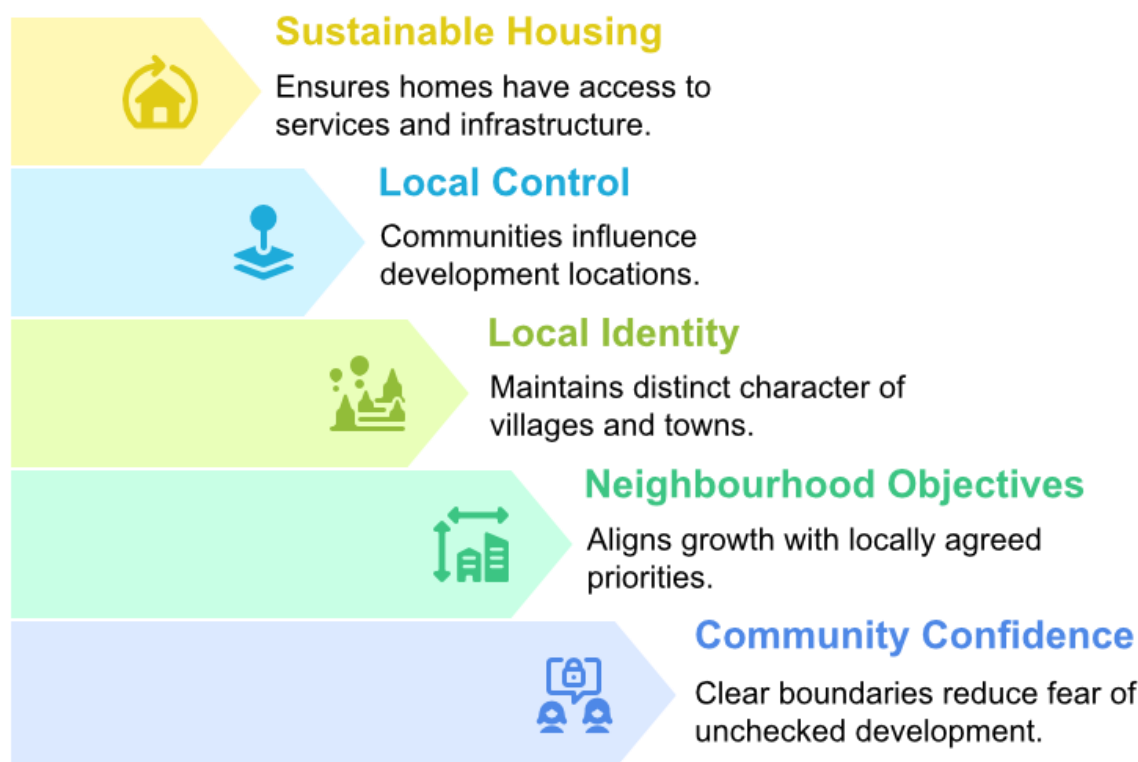 Sustainable Housing
Ensures homes have access to
services and infrastructure.
Local Control
Communities influence
development locations.
Local Identity
Maintains distinct character of
villages and towns.
Neighbourhood Objectives
Aligns growth with locally agreed
priorities.
Community Confidence
Clear boundaries reduce fear of
unchecked development.